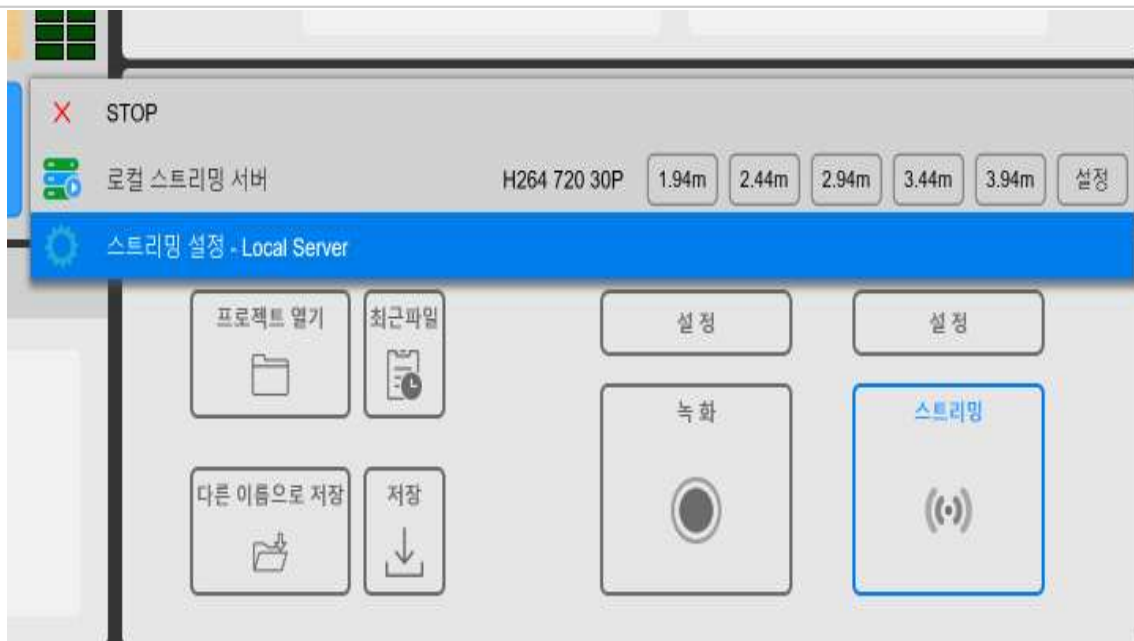 STOP
로컬 스트리밍 서버 H264 720 30P 1.94m 2.44m 2.94m 3.44m 3.94m 설정
스트리밍 설정 - Local Server
프로젝트 열기 최근파일 설 정 설 정
녹 화 스트리밍
다른 이름으로 저장 저장